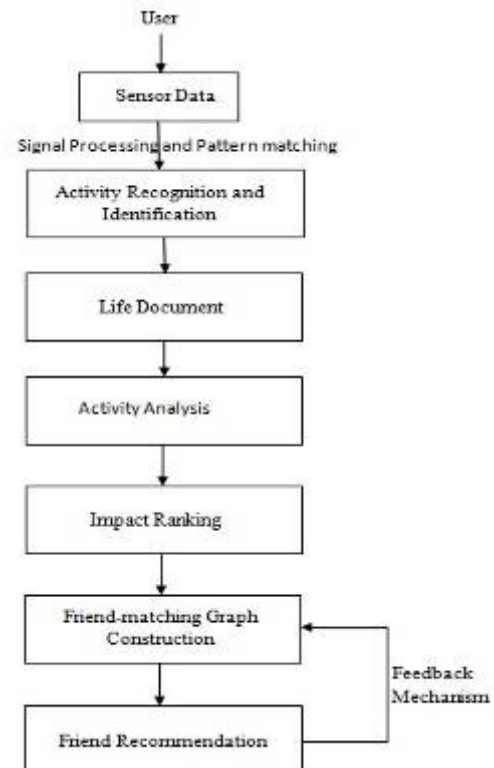 User
Sensor Data
Signal Processing and Pattern matching
Activity Recognition and
Identification
Life Document
Activity Analysis
Impact Ranking
Friend-matching Graph
Construction
Feedback
Mechanism
Friend Recommendation